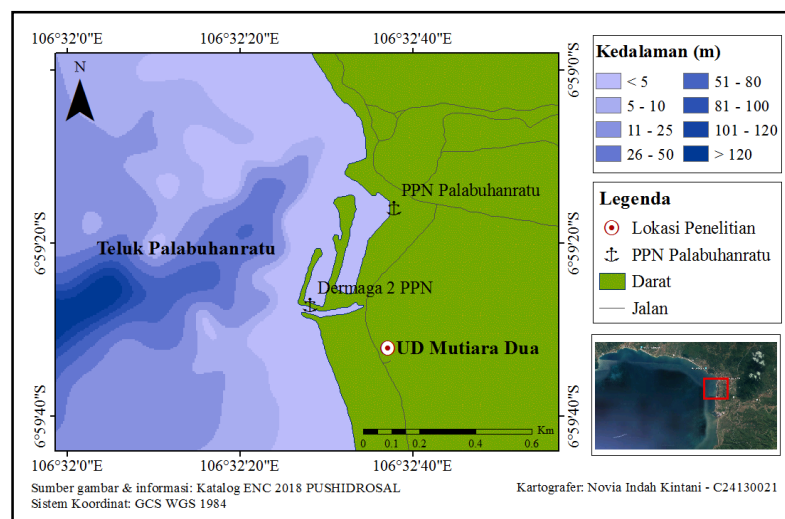 106°32'0"E 106°32'20"E 106°32'40"E
6°59'0"S
6°59'20"S
6°59'40"S
N
PPN Palabuhanratu
Teluk Palabuhanratu
6°59'20"S
Dermaga 2 PPN
UD Mutiara Dua
6°59'40"S
Km
0 0.1 0.2 0.4 0.6
106°32'0"E 106°32'20"E 106°32'40"E
Kedalaman (m)
< 5
5 - 10
11 - 25
26 - 50
51 - 80
81 - 100
101 - 120
> 120
Legenda
Lokasi Penelitian
PPN Palabuhanratu
Darat
Jalan
Sumber gambar & informasi: Katalog ENC 2018 PUSHIDROSAL
Sistem Koordinat: GCS WGS 1984
Kartografer: Novia Indah Kintani - C24130021